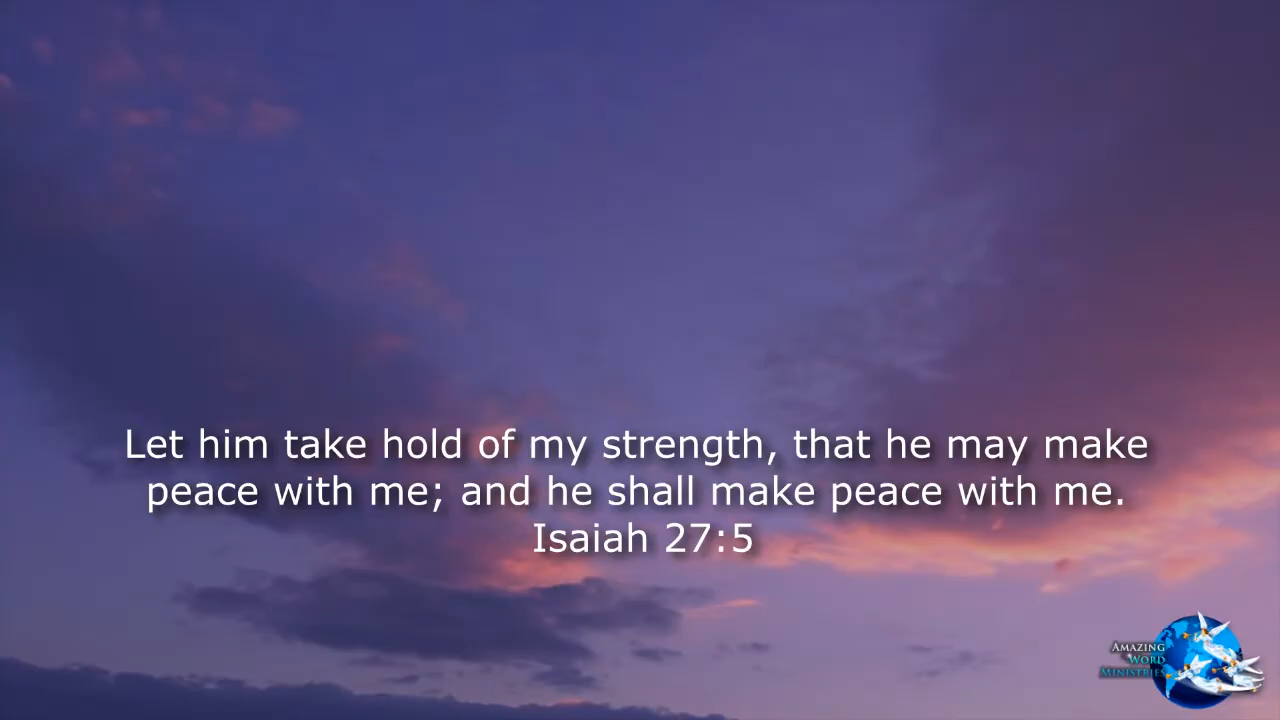 Let him take hold of my strength, that he may make
peace with me; and he shall make peace with me.
Isaiah 27:5
AMAZING
WORD
MINISTRIES